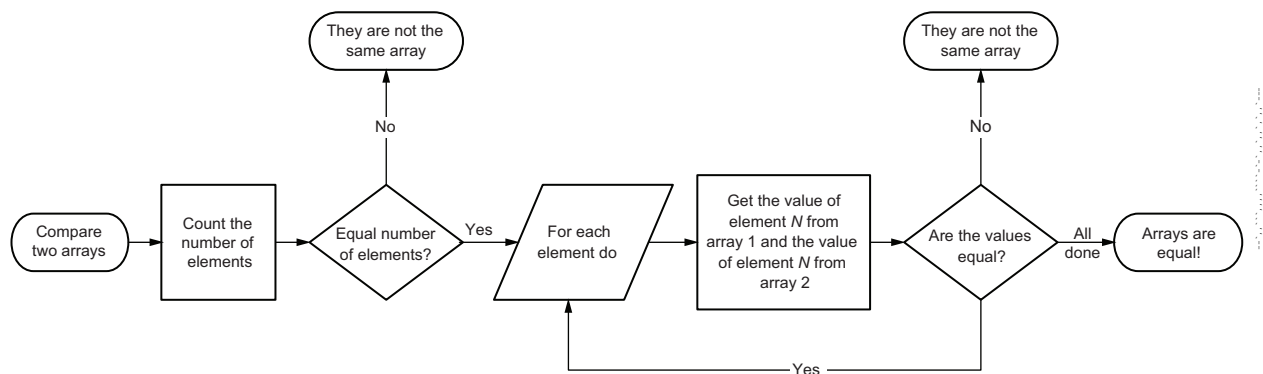 They are not the
same array
They are not the
same array
No
No
Compare
two arrays
Count the
number of
elements
Equal number
of elements?
Yes
For each
element do
Get the value of
element N from
array 1 and the value
of element N from
array 2
Are the values
equal?
All
done
Arrays are
equal!
Yes